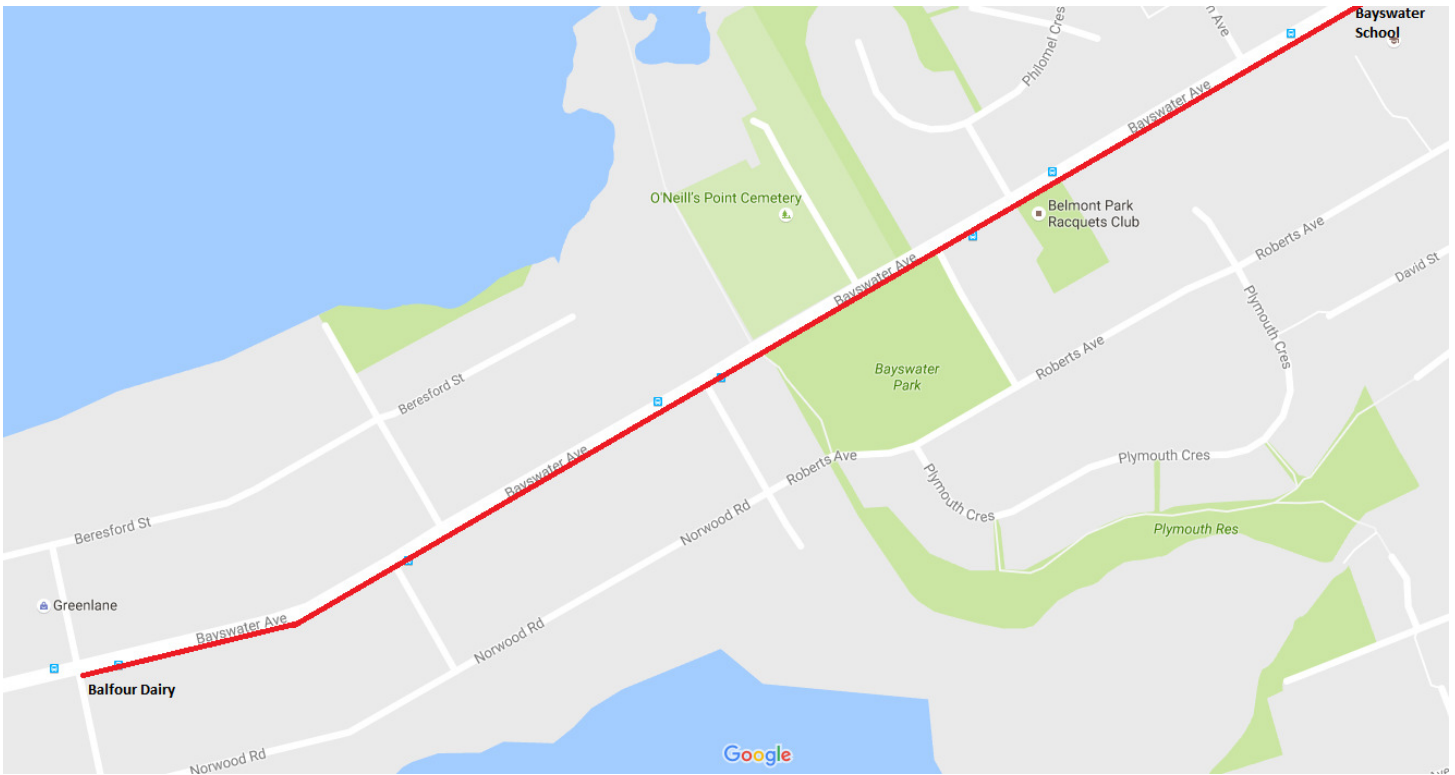 Bayswater
School
n Ave
Philomel Cres
Bayswater Ave
O'Neill's Point Cemetery
Belmont Park
Racquets Club
Roberts Ave
David St
Bayswater Ave
Plymouth Cres
Roberts Ave
Bayswater
Park
Beresford St
Bayswater Ave
Roberts Ave
Plymouth Cres
Plymouth Cres
Norwood Rd
Plymouth Res
Beresford St
Greenlane
Bayswater Ave
Norwood Rd
Balfour Dairy
Norwood Rd
Google